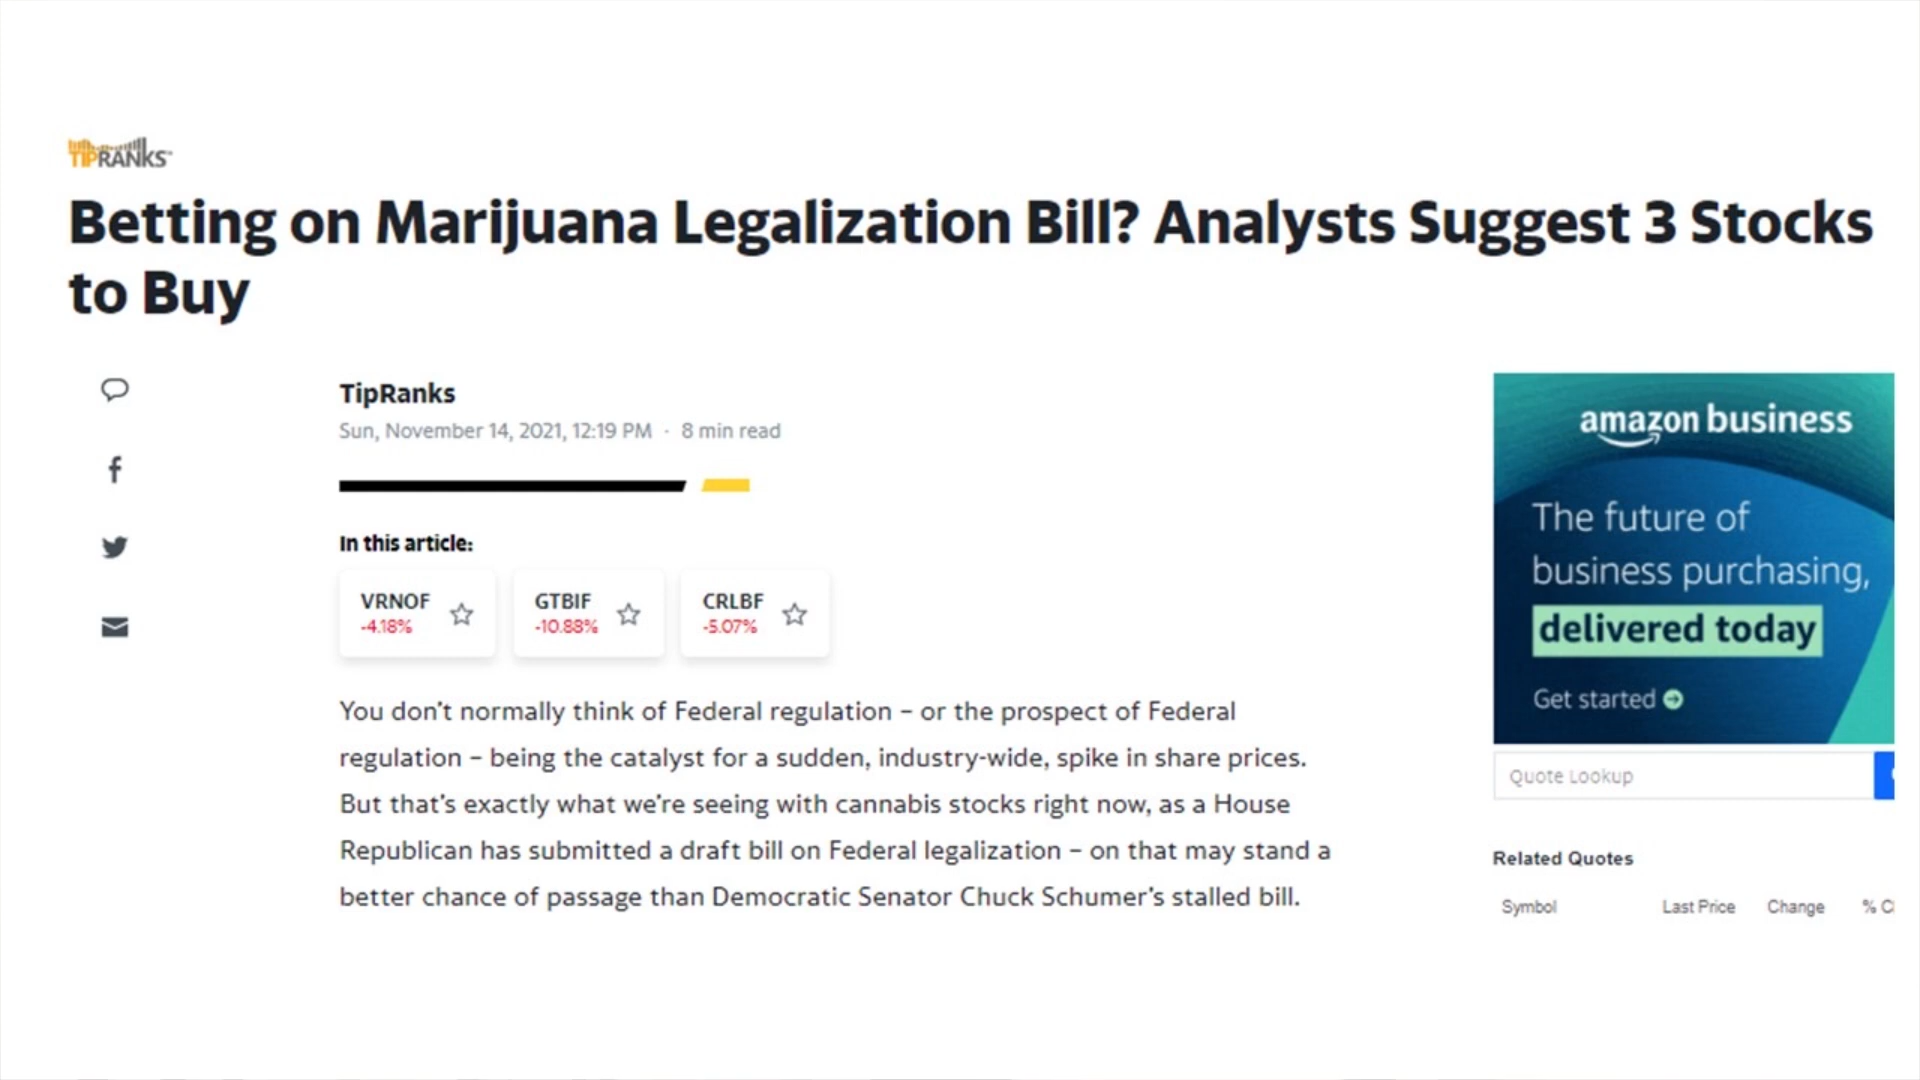 TIPRANKS
Betting on Marijuana Legalization Bill? Analysts Suggest 3 Stocks
to Buy
TipRanks
Sun, November 14, 2021, 12:19 PM · 8 min read
In this article:
VRNOF
-4.18%
GTBIF
-10.88%
CRLBF
-5.07%
You don't normally think of Federal regulation – or the prospect of Federal
regulation – being the catalyst for a sudden, industry-wide, spike in share prices.
But that's exactly what we're seeing with cannabis stocks right now, as a House
Republican has submitted a draft bill on Federal legalization – on that may stand a
better chance of passage than Democratic Senator Chuck Schumer's stalled bill.
amazon business
The future of
business purchasing,
delivered today
Get started
Quote Lookup
Related Quotes
Symbol Last Price Change %